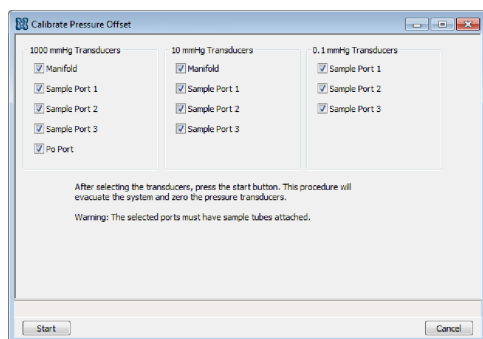 Calibrate Pressure Offset
1000 mmHg Transducers
Manifold
Sample Port 1
Sample Port 2
Sample Port 3
Po Port
10 mmHg Transducers
Manifold
Sample Port 1
Sample Port 2
Sample Port 3
0.1 mmHg Transducers
Sample Port 1
Sample Port 2
Sample Port 3
After selecting the transducers, press the start button. This procedure will
evacuate the system and zero the pressure transducers.
Warning: The selected ports must have sample tubes attached.
Start
Cancel